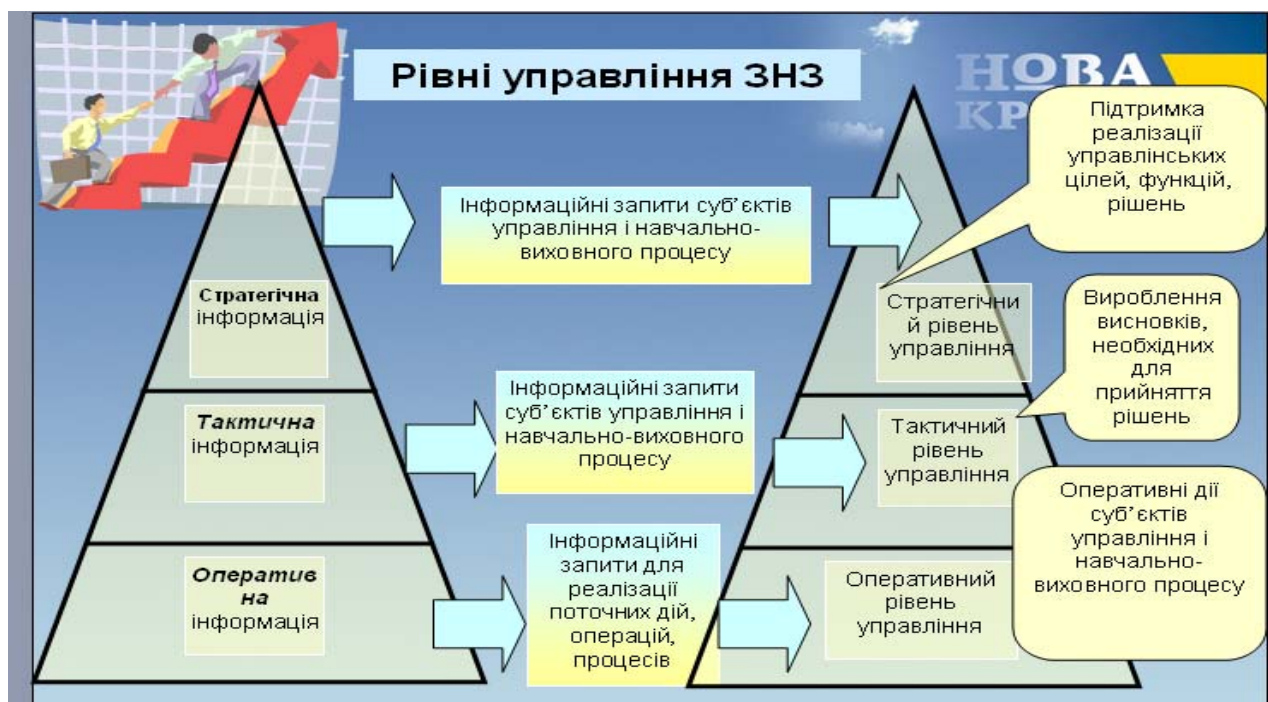 Рівні управління ЗНЗ
НОВА
КР
Підтримка
реалізації
управлінських
цілей, функцій,
рішень
Інформаційні запити суб’єктів
управління і навчально-
виховного процесу
Стратегічна
інформація
Стратегічни
й рівень
управління
Вироблення
висновків,
необхідних
для
прийняття
рішень
Інформаційні запити
суб’єктів управління і
навчально-виховного
процесу
Тактична
інформація
Тактичний
рівень
управління
Оперативні дії
суб’єктів
управління і
навчально-
виховного процесу
Інформаційні
запити для
реалізації
поточних дій,
операцій,
процесів
Оператив
на
інформація
Оперативний
рівень
управління